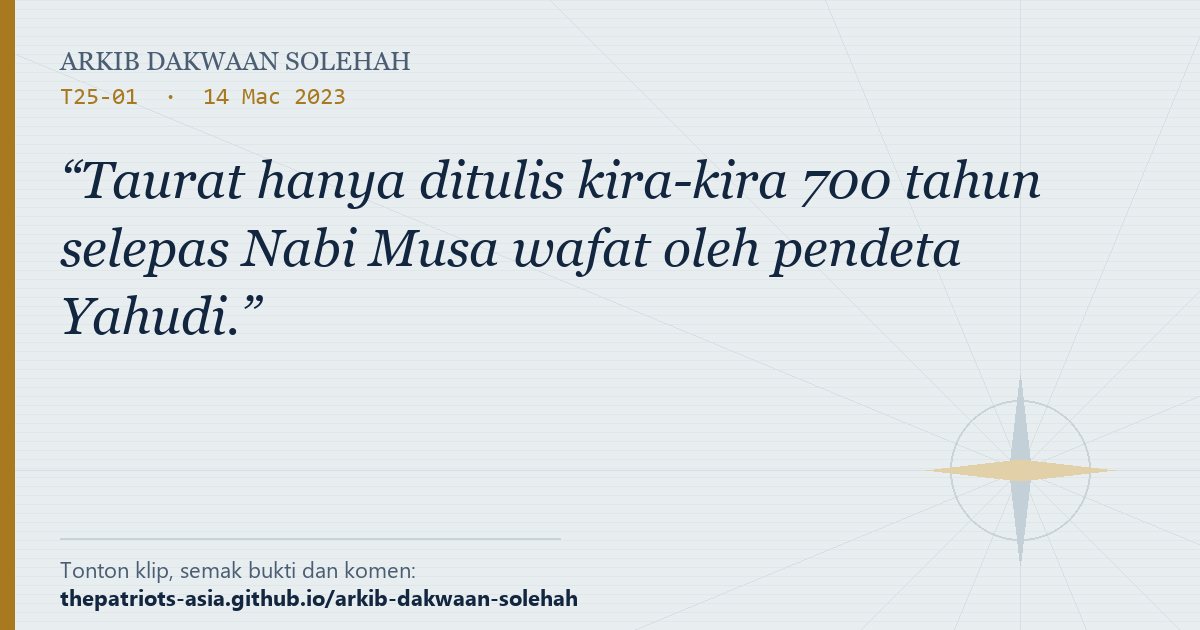 ARKIB DAKWAAN SOLEHAH
T25-01 · 14 Mac 2023
“Taurat hanya ditulis kira-kira 700 tahun
selepas Nabi Musa wafat oleh pendeta
Yahudi.”
Tonton klip, semak bukti dan komen:
thepatriots-asia.github.io/arkib-dakwaan-solehah